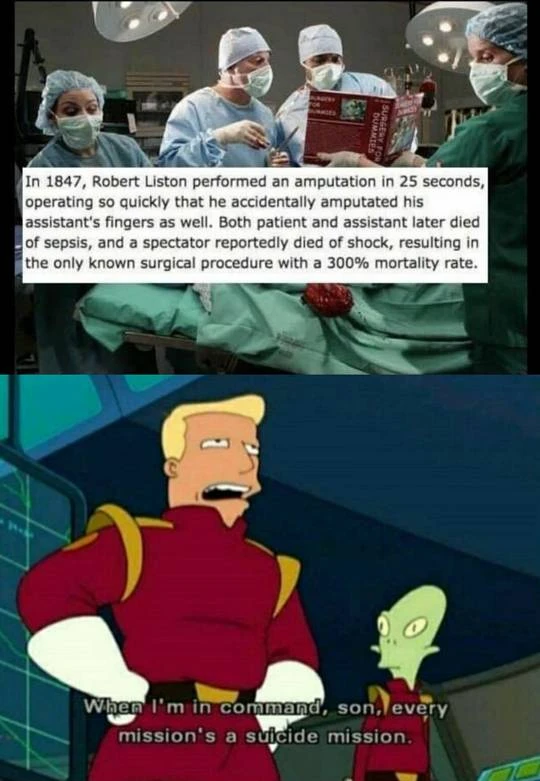 SURGERY
FOR
DUMMIES
SURGERY FOR
DUMMIES
In 1847, Robert Liston performed an amputation in 25 seconds,
operating so quickly that he accidentally amputated his
assistant's fingers as well. Both patient and assistant later died
of sepsis, and a spectator reportedly died of shock, resulting in
the only known surgical procedure with a 300% mortality rate.
When I'm in command, son, every
mission's a suicide mission.